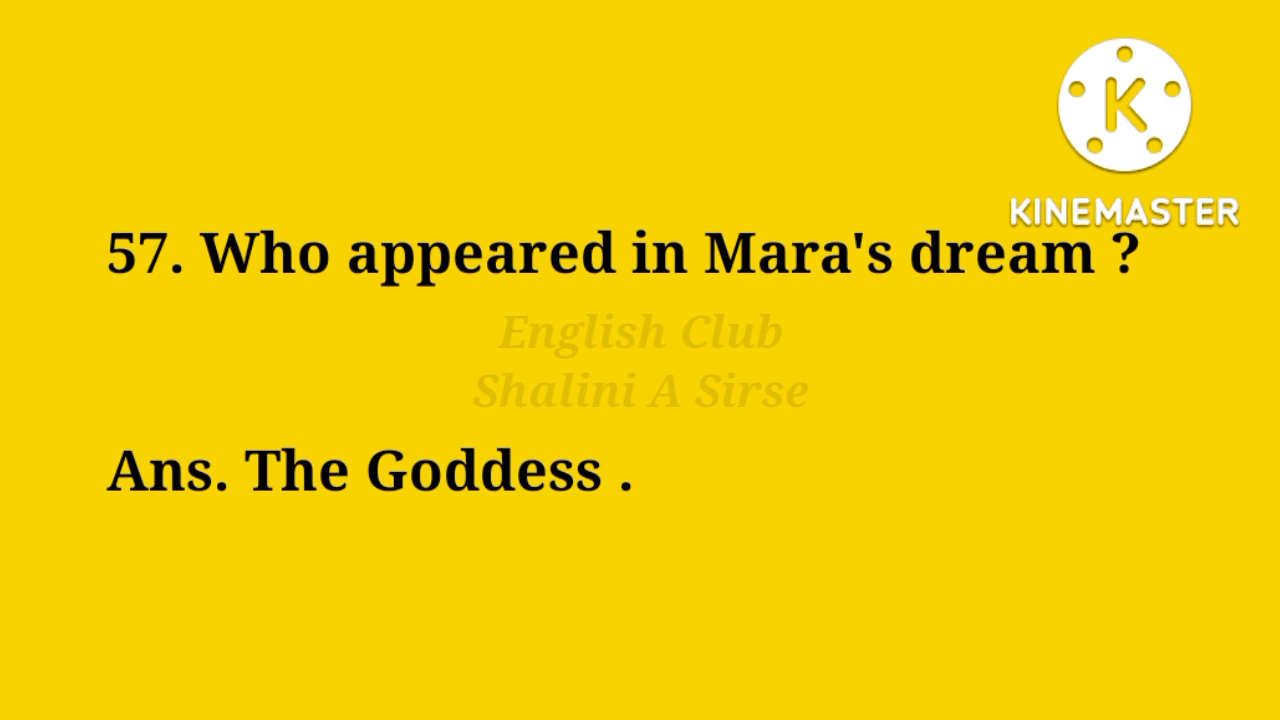 KINEMASTER
57. Who appeared in Mara's dream ?
English Club
Shalini A Sirse
Ans. The Goddess .